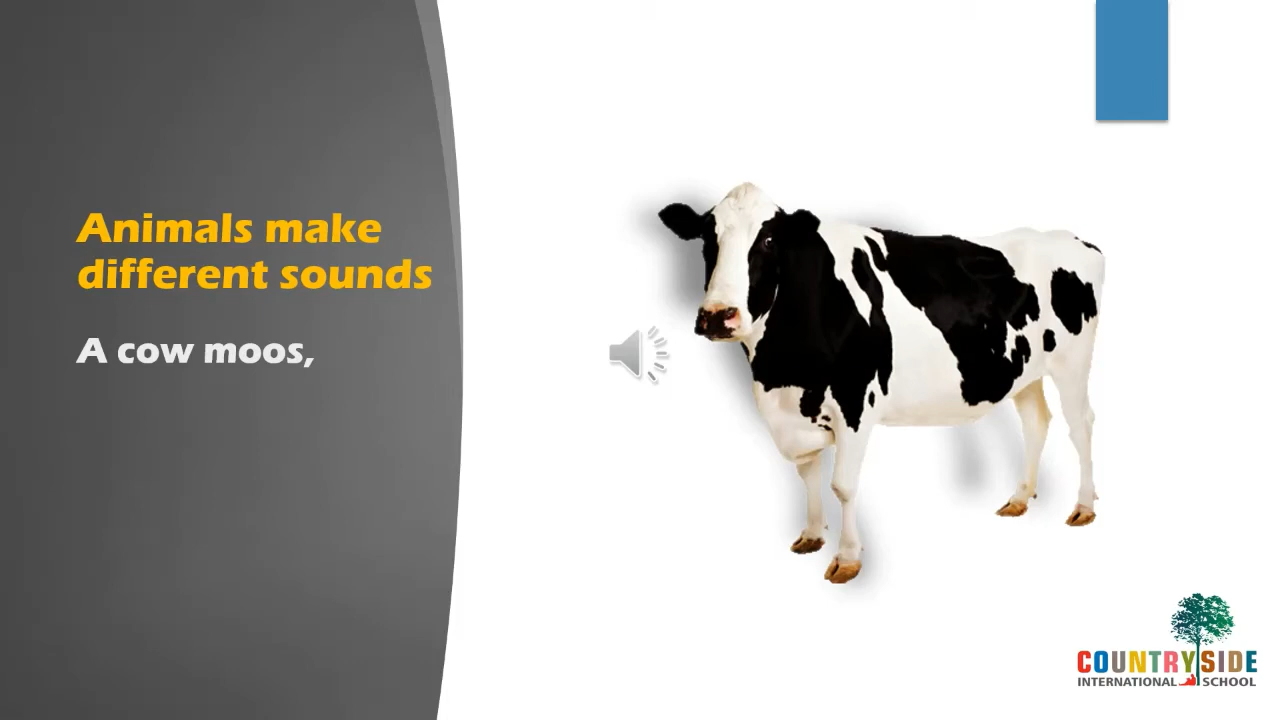 Animals make
different sounds
A cow moos,
COUNTRYSIDE
INTERNATIONAL SCHOOL